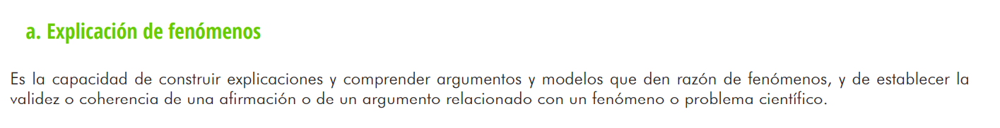 a. Explicación de fenómenos
Es la capacidad de construir explicaciones y comprender argumentos y modelos que den razón de fenómenos, y de establecer la
validez o coherencia de una afirmación o de un argumento relacionado con un fenómeno o problema científico.